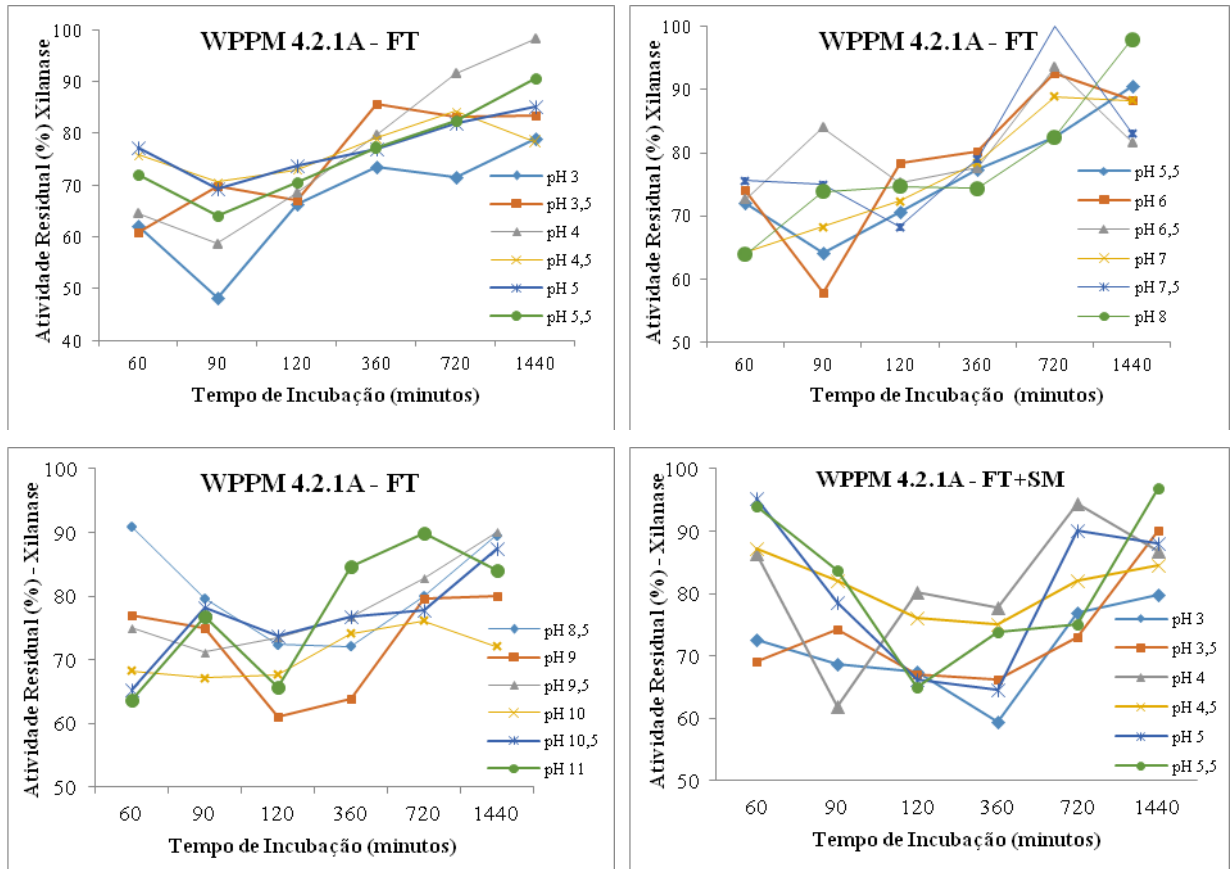 WPPM 4.2.1A - FT
Atividade Residual (%) Xilanase
100
90
80
70
60
50
40
60 90 120 360 720 1440
Tempo de Incubação (minutos)
pH 3
pH 3,5
pH 4
pH 4,5
pH 5
pH 5,5
WPPM 4.2.1A - FT
Atividade Residual (%) Xilanase
100
90
80
70
60
50
60 90 120 360 720 1440
Tempo de Incubação (minutos)
pH 5,5
pH 6
pH 6,5
pH 7
pH 7,5
pH 8
WPPM 4.2.1A - FT
Atividade Residual (%) - Xilanase
100
90
80
70
60
50
60 90 120 360 720 1440
Tempo de Incubação (minutos)
pH 8,5
pH 9
pH 9,5
pH 10
pH 10,5
pH 11
WPPM 4.2.1A - FT+SM
Atividade Residual (%) - Xilanase
100
90
80
70
60
50
60 90 120 360 720 1440
Tempo de Incubação (minutos)
pH 3
pH 3,5
pH 4
pH 4,5
pH 5
pH 5,5